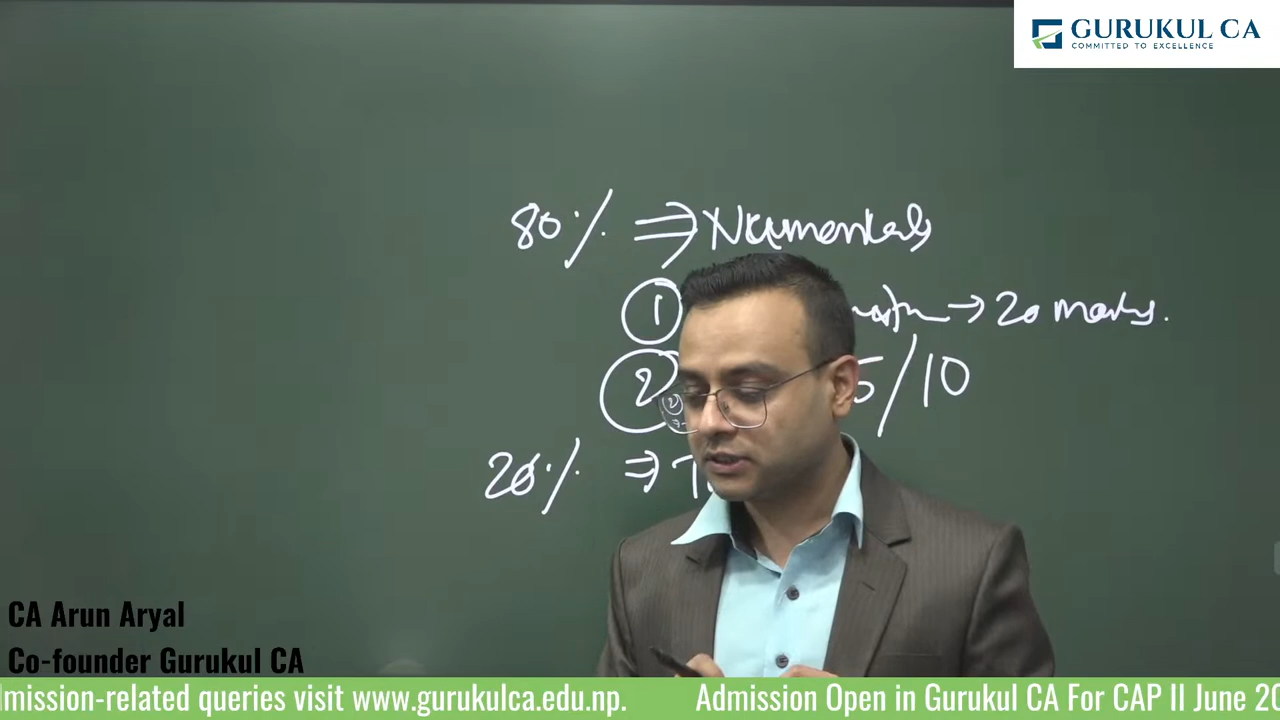 GURUKUL CA
COMMITTED TO EXCELLENCE
80% ⇒ Numericals
① → 20 marks.
② 5/10
20% ⇒ T
CA Arun Aryal
Co-founder Gurukul CA
dmission-related queries visit www.gurukulca.edu.np. Admission Open in Gurukul CA For CAP II June 20